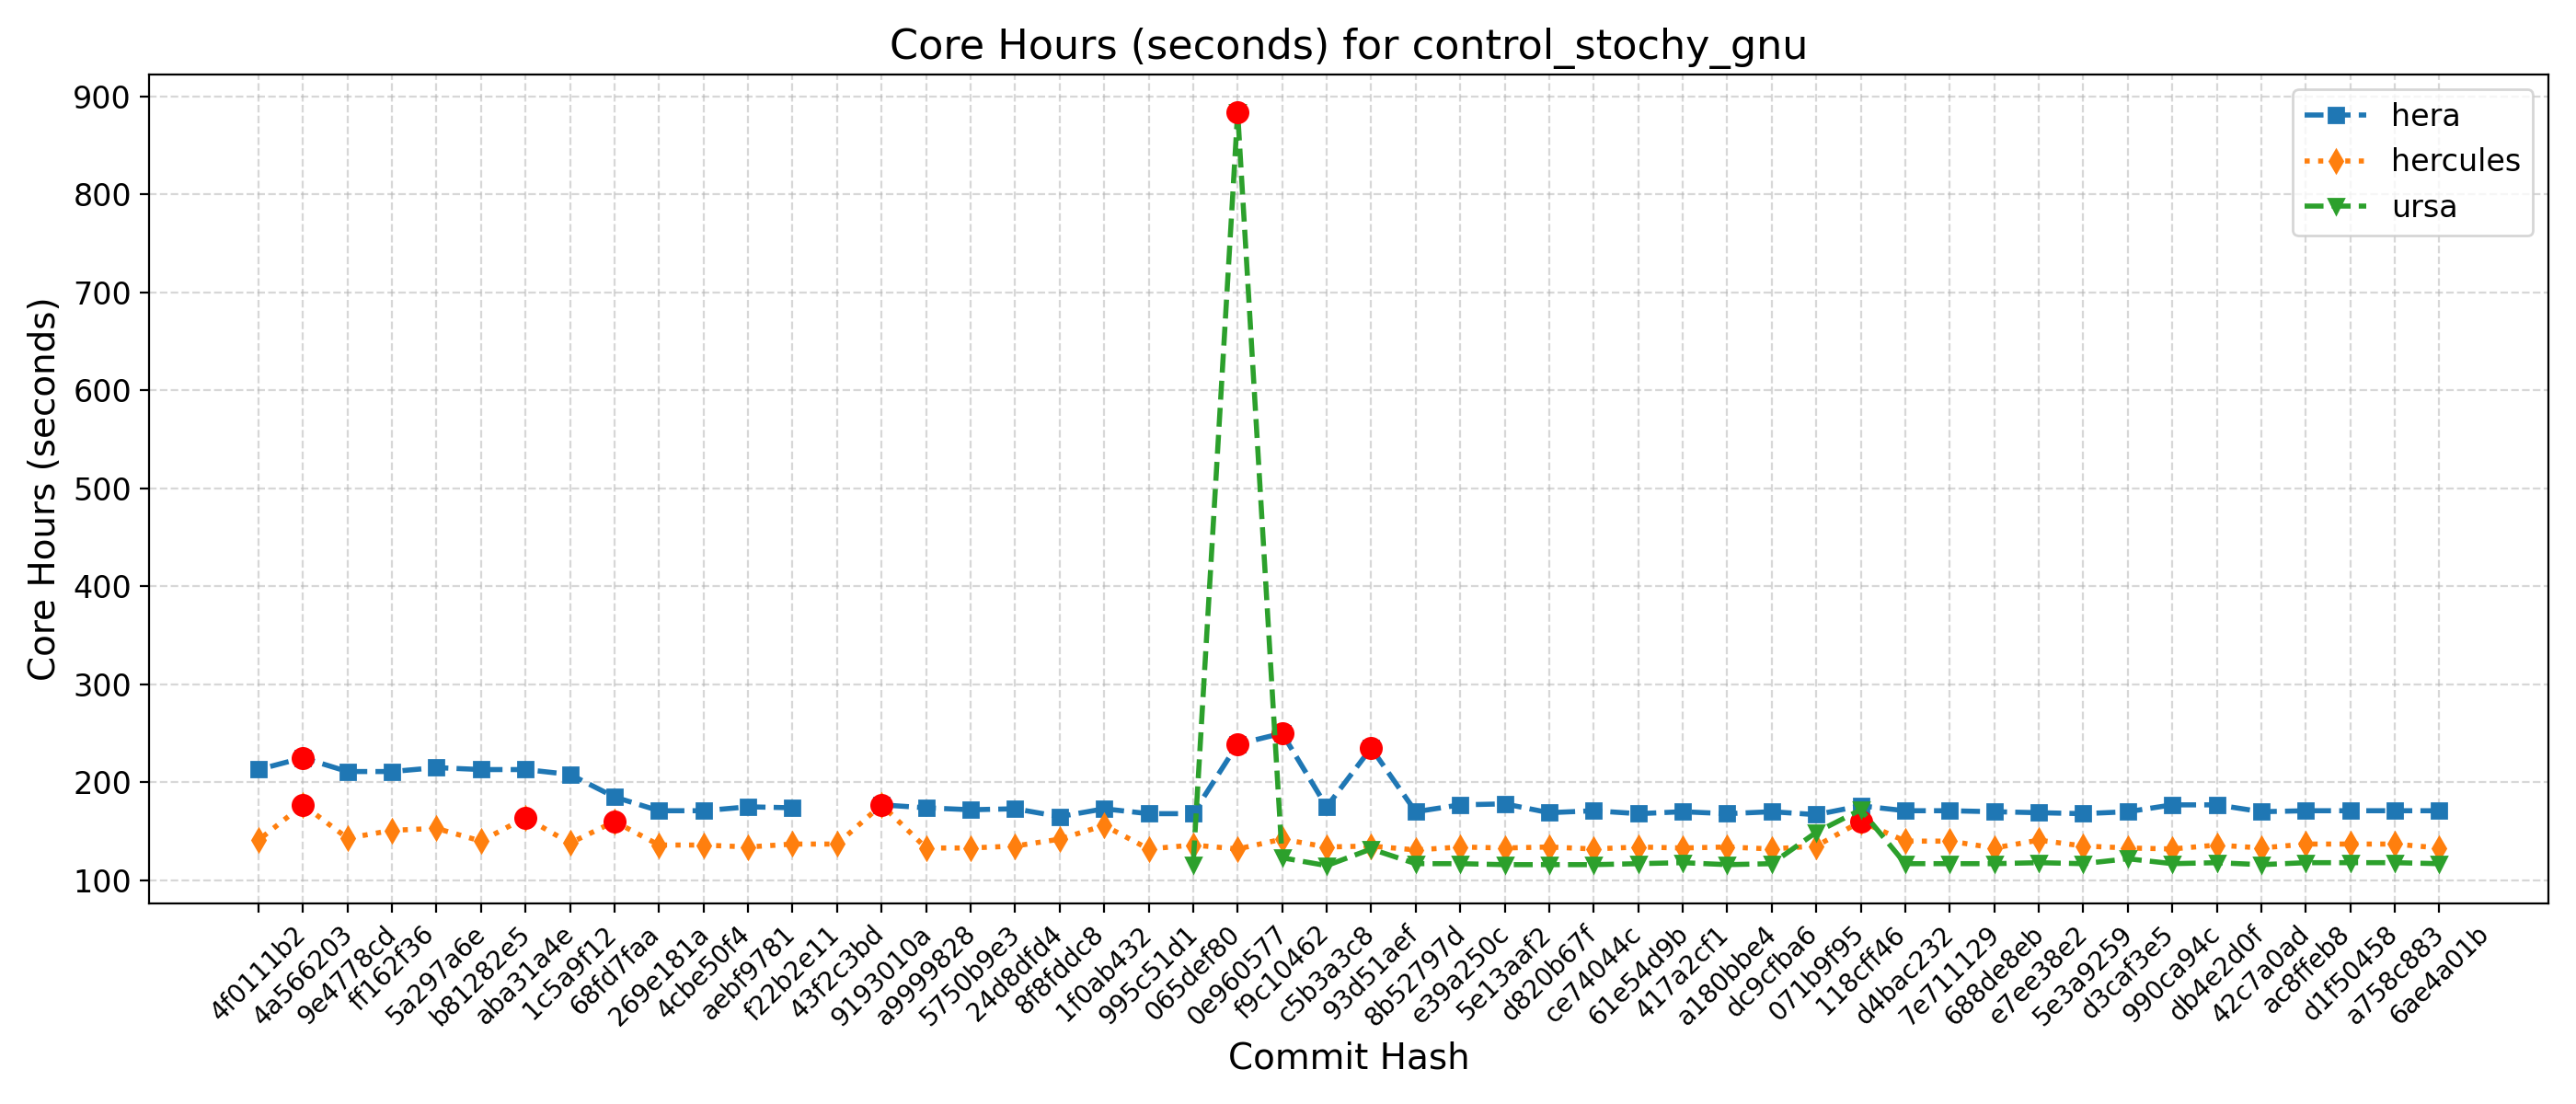 Core Hours (seconds) for control_stochy_gnu
900
800
700
600
500
400
300
200
100
Core Hours (seconds)
hera
hercules
ursa
4f0111b2
4a566203
9e4778cd
ff162f36
5a297a6e
b81282e5
aba31a4e
1c5a9f12
68fd7faa
269e181a
4cbe50f4
aebf9781
f22b2e11
43f2c3bd
9193010a
a9999828
5750b9e3
24d8dfd4
8f8fddc8
1f0ab432
995c51d1
065def80
0e960577
f9c10462
c5b3a3c8
93d51aef
8b52797d
e39a250c
5e13aaf2
d820b67f
ce74044c
61e54d9b
417a2cf1
a180bbe4
dc9cfba6
071b9f95
118cff46
d4bac232
7e711129
688de8eb
e7ee38e2
5e3a9259
d3caf3e5
990ca94c
db4e2d0f
42c7a0ad
ac8ffeb8
d1f50458
a758c883
6ae4a01b
Commit Hash